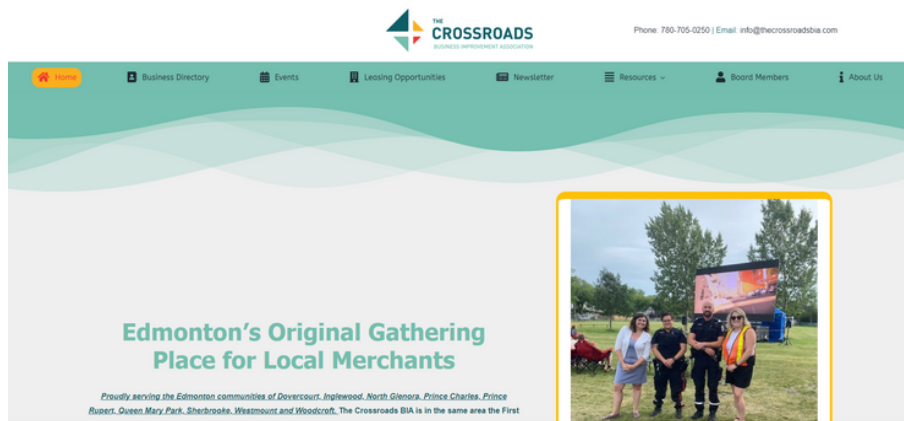 THE
CROSSROADS
BUSINESS IMPROVEMENT ASSOCIATION
Phone: 780-705-0250 | Email: info@thecrossroadsbia.com
Home Business Directory Events Leasing Opportunities Newsletter Resources Board Members About Us
Edmonton's Original Gathering
Place for Local Merchants
Proudly serving the Edmonton communities of Dovercourt, Inglewood, North Glenora, Prince Charles, Prince
Rupert, Queen Mary Park, Sherbrooke, Westmount and Woodcroft. The Crossroads BIA is in the same area the First